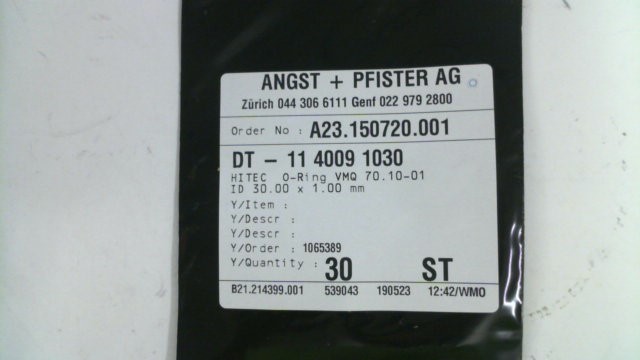 ANGST + PFISTER AG
Zürich 044 306 6111 Genf 022 979 2800
Order No : A23.150720.001
DT - 11 4009 1030
HITEC O-Ring VMQ 70.10-01
ID 30.00 x 1.00 mm
Y/Item :
Y/Descr :
Y/Descr :
Y/Order : 1065389
Y/Quantity : 30 ST
B21.214399.001 539043 190523 12:42/WMO